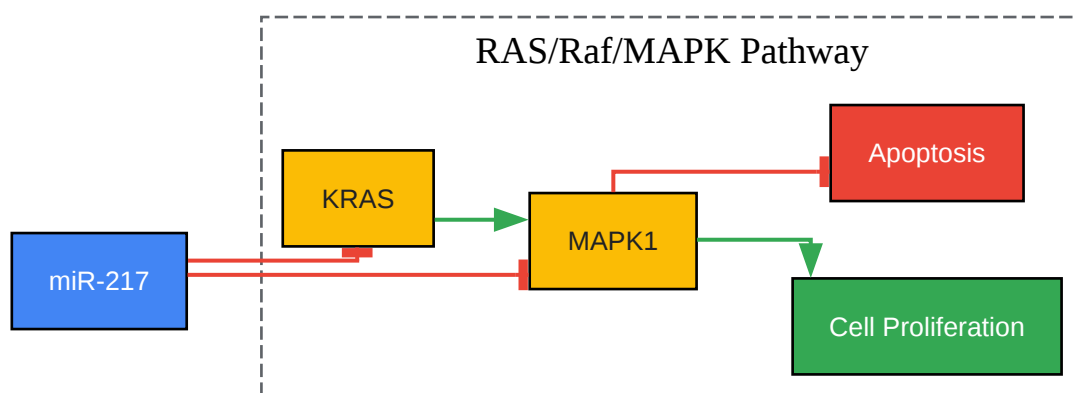 RAS/Raf/MAPK Pathway
Apoptosis
KRAS
MAPK1
miR-217
Cell Proliferation